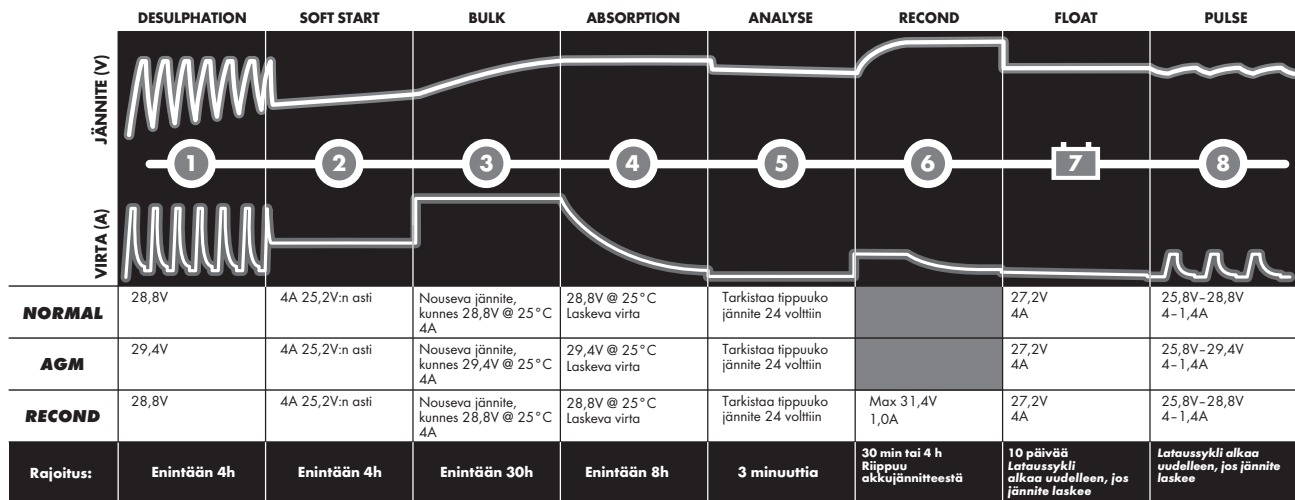 DESULPHATION SOFT START BULK ABSORPTION ANALYSE RECOND FLOAT PULSE
JÄNNITE (V)
1 2 3 4 5 6 7 8
VIRTA (A)
NORMAL
28,8V
4A 25,2V:n asti
Nouseva jännite,
kunnes 28,8V @ 25°C
4A
28,8V @ 25°C
Laskeva virta
Tarkistaa tippuuko
jännite 24 volttiin
27,2V
4A
25,8V–28,8V
4–1,4A
AGM
29,4V
4A 25,2V:n asti
Nouseva jännite,
kunnes 29,4V @ 25°C
4A
29,4V @ 25°C
Laskeva virta
Tarkistaa tippuuko
jännite 24 volttiin
27,2V
4A
25,8V–29,4V
4–1,4A
RECOND
28,8V
4A 25,2V:n asti
Nouseva jännite,
kunnes 28,8V @ 25°C
4A
28,8V @ 25°C
Laskeva virta
Tarkistaa tippuuko
jännite 24 volttiin
Max 31,4V
1,0A
27,2V
4A
25,8V–28,8V
4–1,4A
Rajoitus:
Enintään 4h
Enintään 4h
Enintään 30h
Enintään 8h
3 minuuttia
30 min tai 4 h
Riippuu
akkujännitteestä
10 päivää
Lataussykli
alkaa uudelleen, jos
jännite laskee
Lataussykli alkaa
uudelleen, jos jännite
laskee